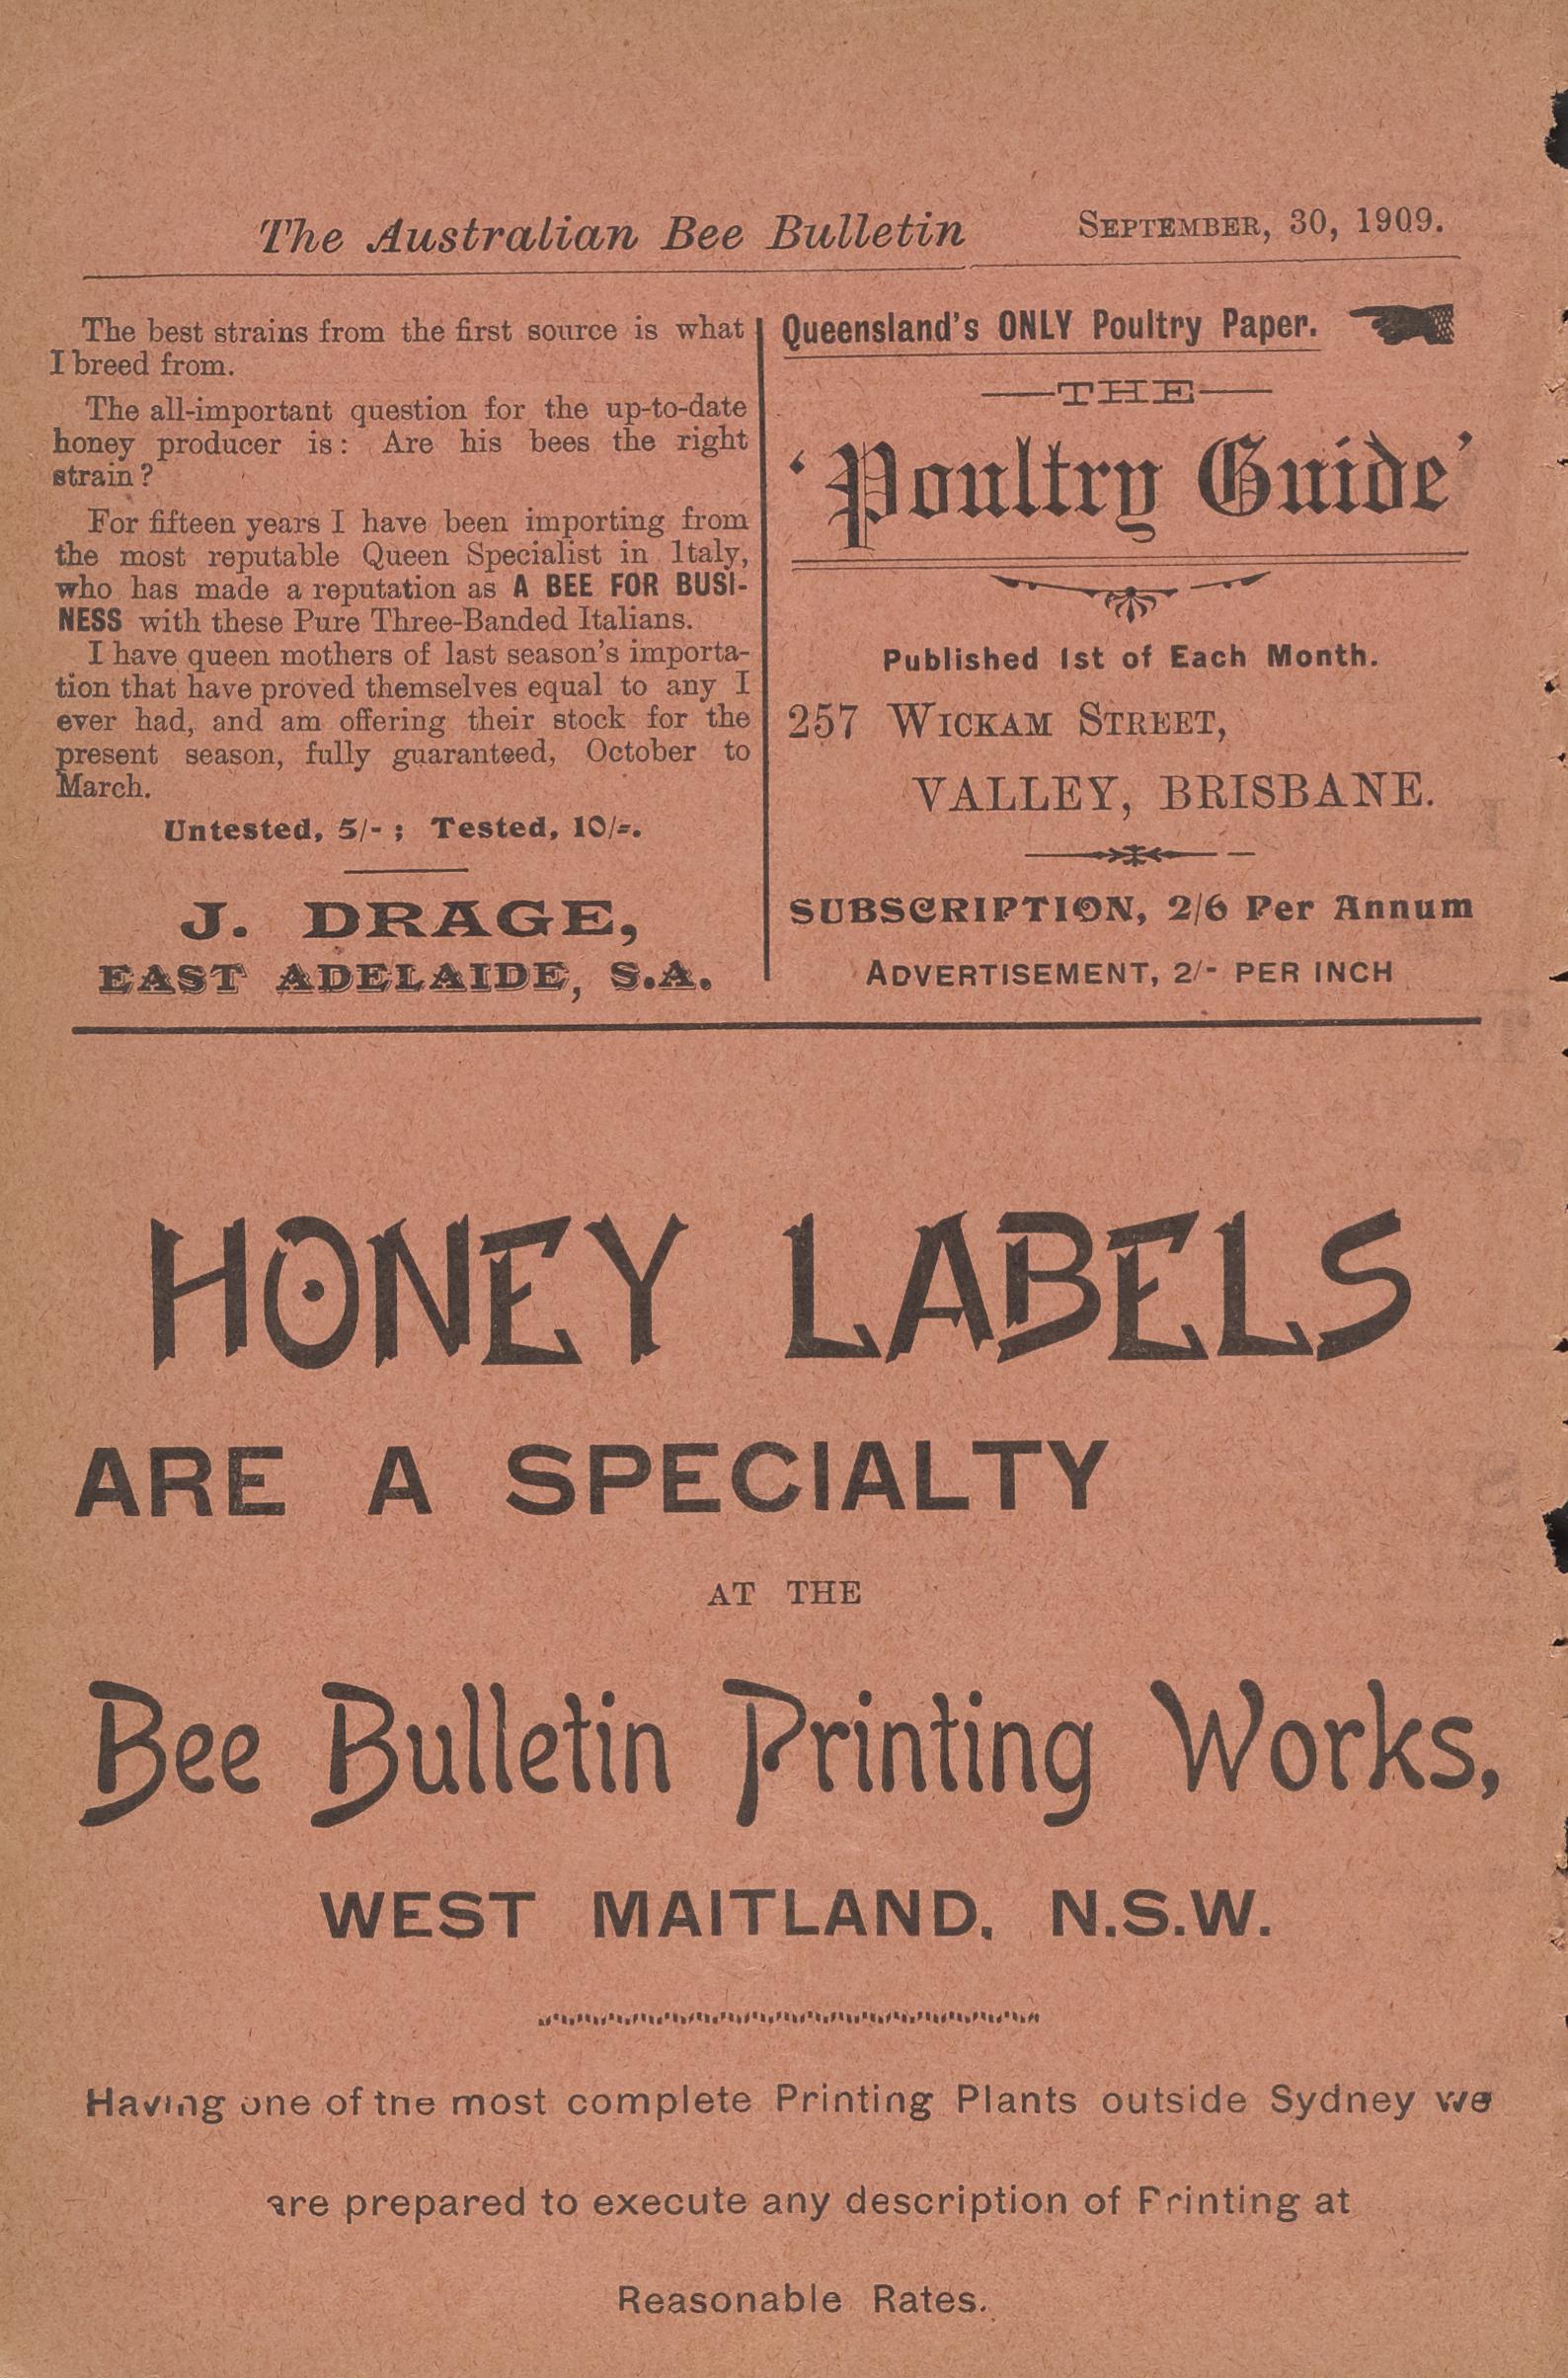 The Australian Bee Bulletin
SEPTEMBER, 30, 1909.
The best strains from the first source is what
I breed from.
The all-important question for the up-to-date
honey producer is: Are his bees the right
strain?
For fifteen years I have been importing from
the most reputable Queen Specialist in Italy,
who has made a reputation as A BEE FOR BUSI-
NESS with these Pure Three-Banded Italians.
I have queen mothers of last season's importa-
tion that have proved themselves equal to any I
ever had, and am offering their stock for the
present season, fully guaranteed, October to
March.
Untested, 5/- ; Tested, 10/-.
J. DRAGE,
EAST ADELAIDE, S.A.
Queensland's ONLY Poultry Paper.
THE
'Poultry Guide'
Published 1st of Each Month.
257 WICKAM STREET,
VALLEY, BRISBANE.
SUBSCRIPTION, 2/6 Per Annum
ADVERTISEMENT, 2/- PER INCH
HONEY LABELS
ARE A SPECIALTY
AT THE
Bee Bulletin Printing Works,
WEST MAITLAND, N.S.W.
Having one of the most complete Printing Plants outside Sydney we
are prepared to execute any description of Printing at
Reasonable Rates.